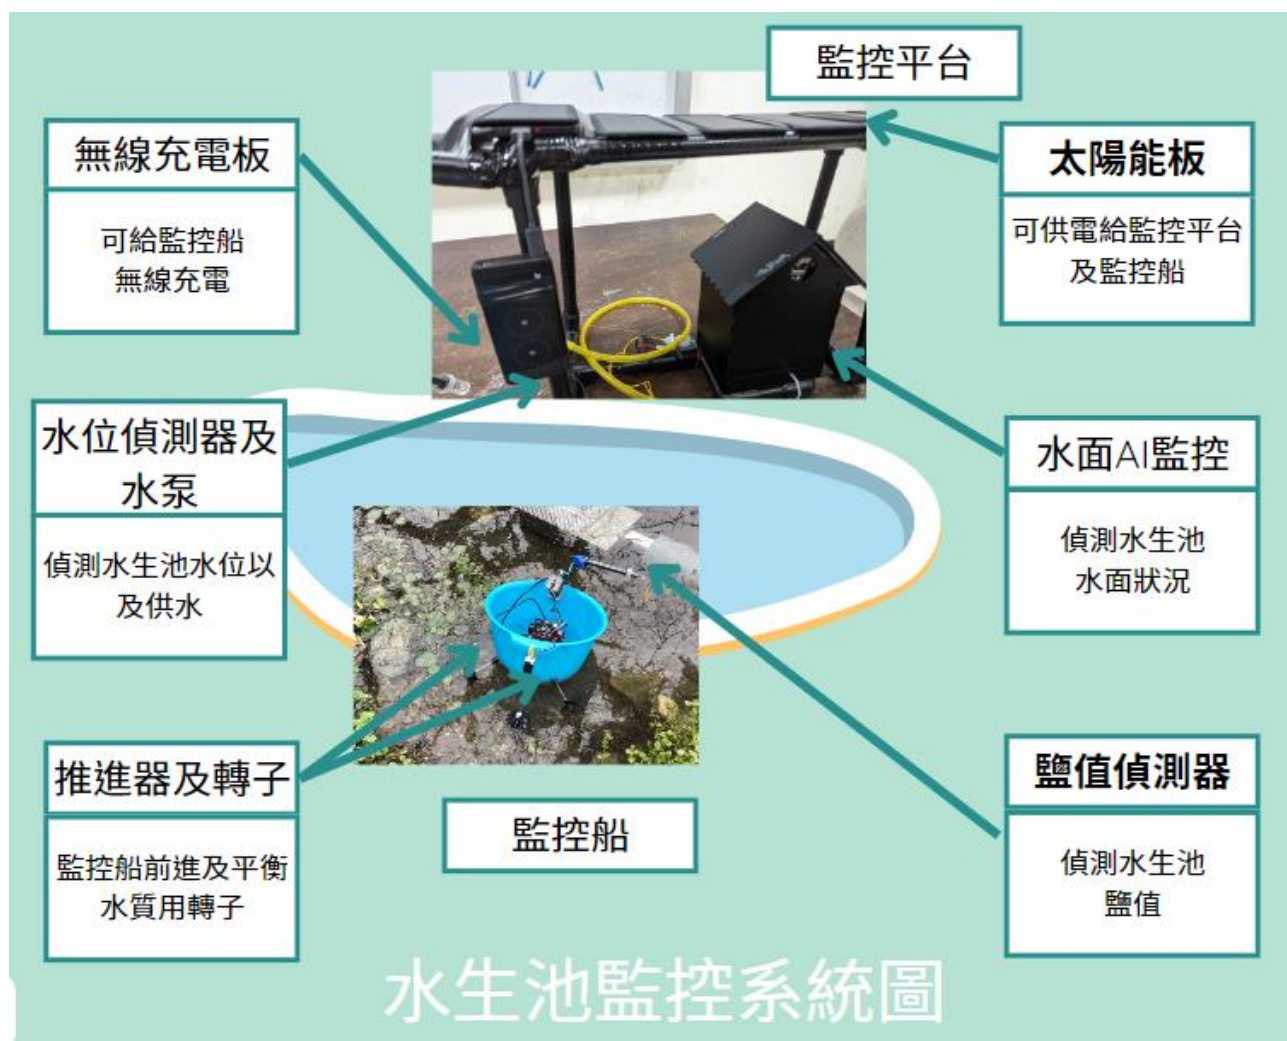 監控平台
無線充電板
可給監控船
無線充電
太陽能板
可供電給監控平台
及監控船
水位偵測器及
水泵
偵測水生池水位以
及供水
水面AI監控
偵測水生池
水面狀況
推進器及轉子
監控船前進及平衡
水質用轉子
監控船
鹽值偵測器
偵測水生池
鹽值
水生池監控系統圖